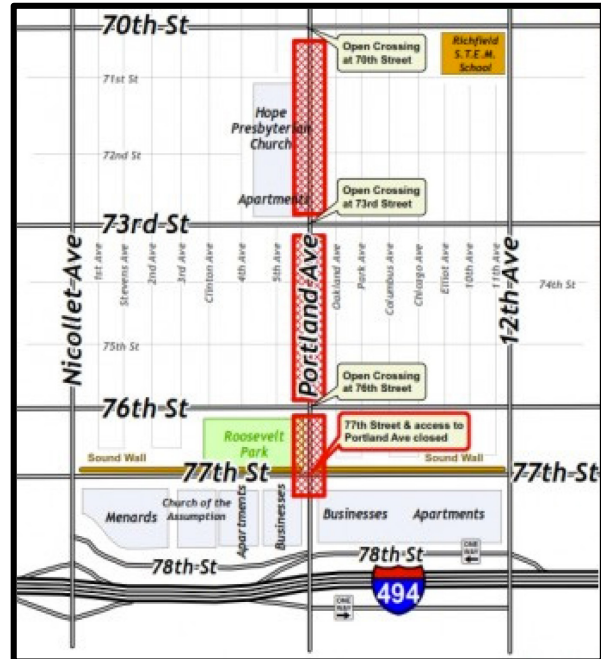 70th St
Open Crossing
at 70th Street
Richfield
S.T.E.M.
School
71st St
Hope
Presbyterian
Church
72nd St
Apartments
Open Crossing
at 73rd Street
73rd St
Nicollet Ave
1st Ave
Stevens Ave
2nd Ave
3rd Ave
Clinton Ave
4th Ave
5th Ave
Portland Ave
Oakland Ave
Park Ave
Columbus Ave
Chicago Ave
Elliot Ave
10th Ave
11th Ave
12th Ave
74th St
75th St
Open Crossing
at 76th Street
76th St
77th Street & access to
Portland Ave closed
Roosevelt
Park
Sound Wall
Sound Wall
77th St
77th St
Menards
Church of the
Assumption
Apartments
Businesses
Businesses
Apartments
78th St
78th St
ONE
WAY
494
ONE
WAY